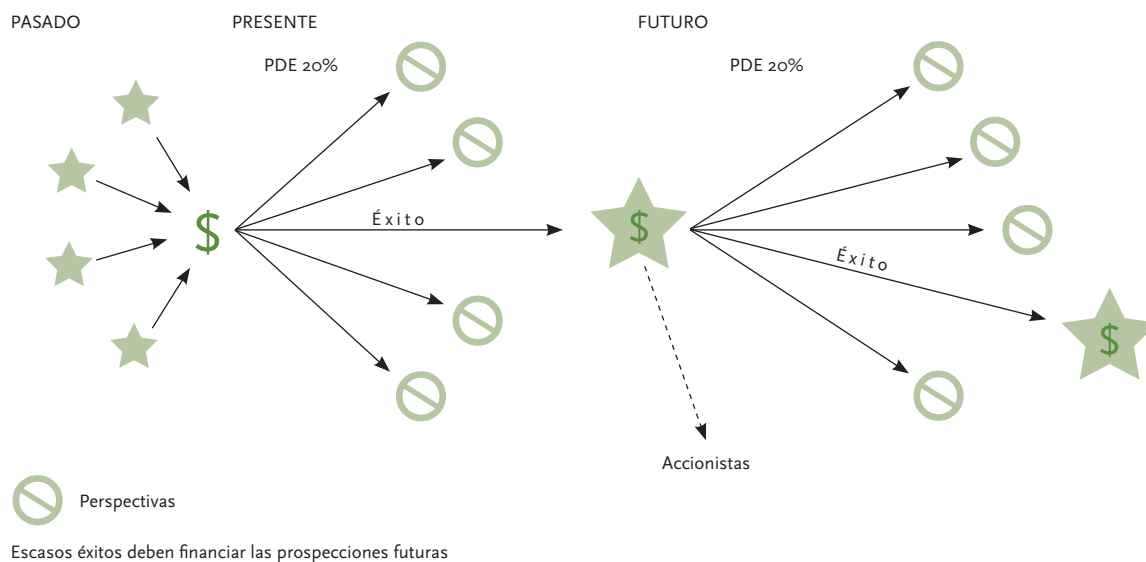 PASADO
PRESENTE
FUTURO
PDE 20%
PDE 20%
$
Éxito
$
Éxito
$
Accionistas
Perspectivas
Escasos éxitos deben financiar las prospecciones futuras